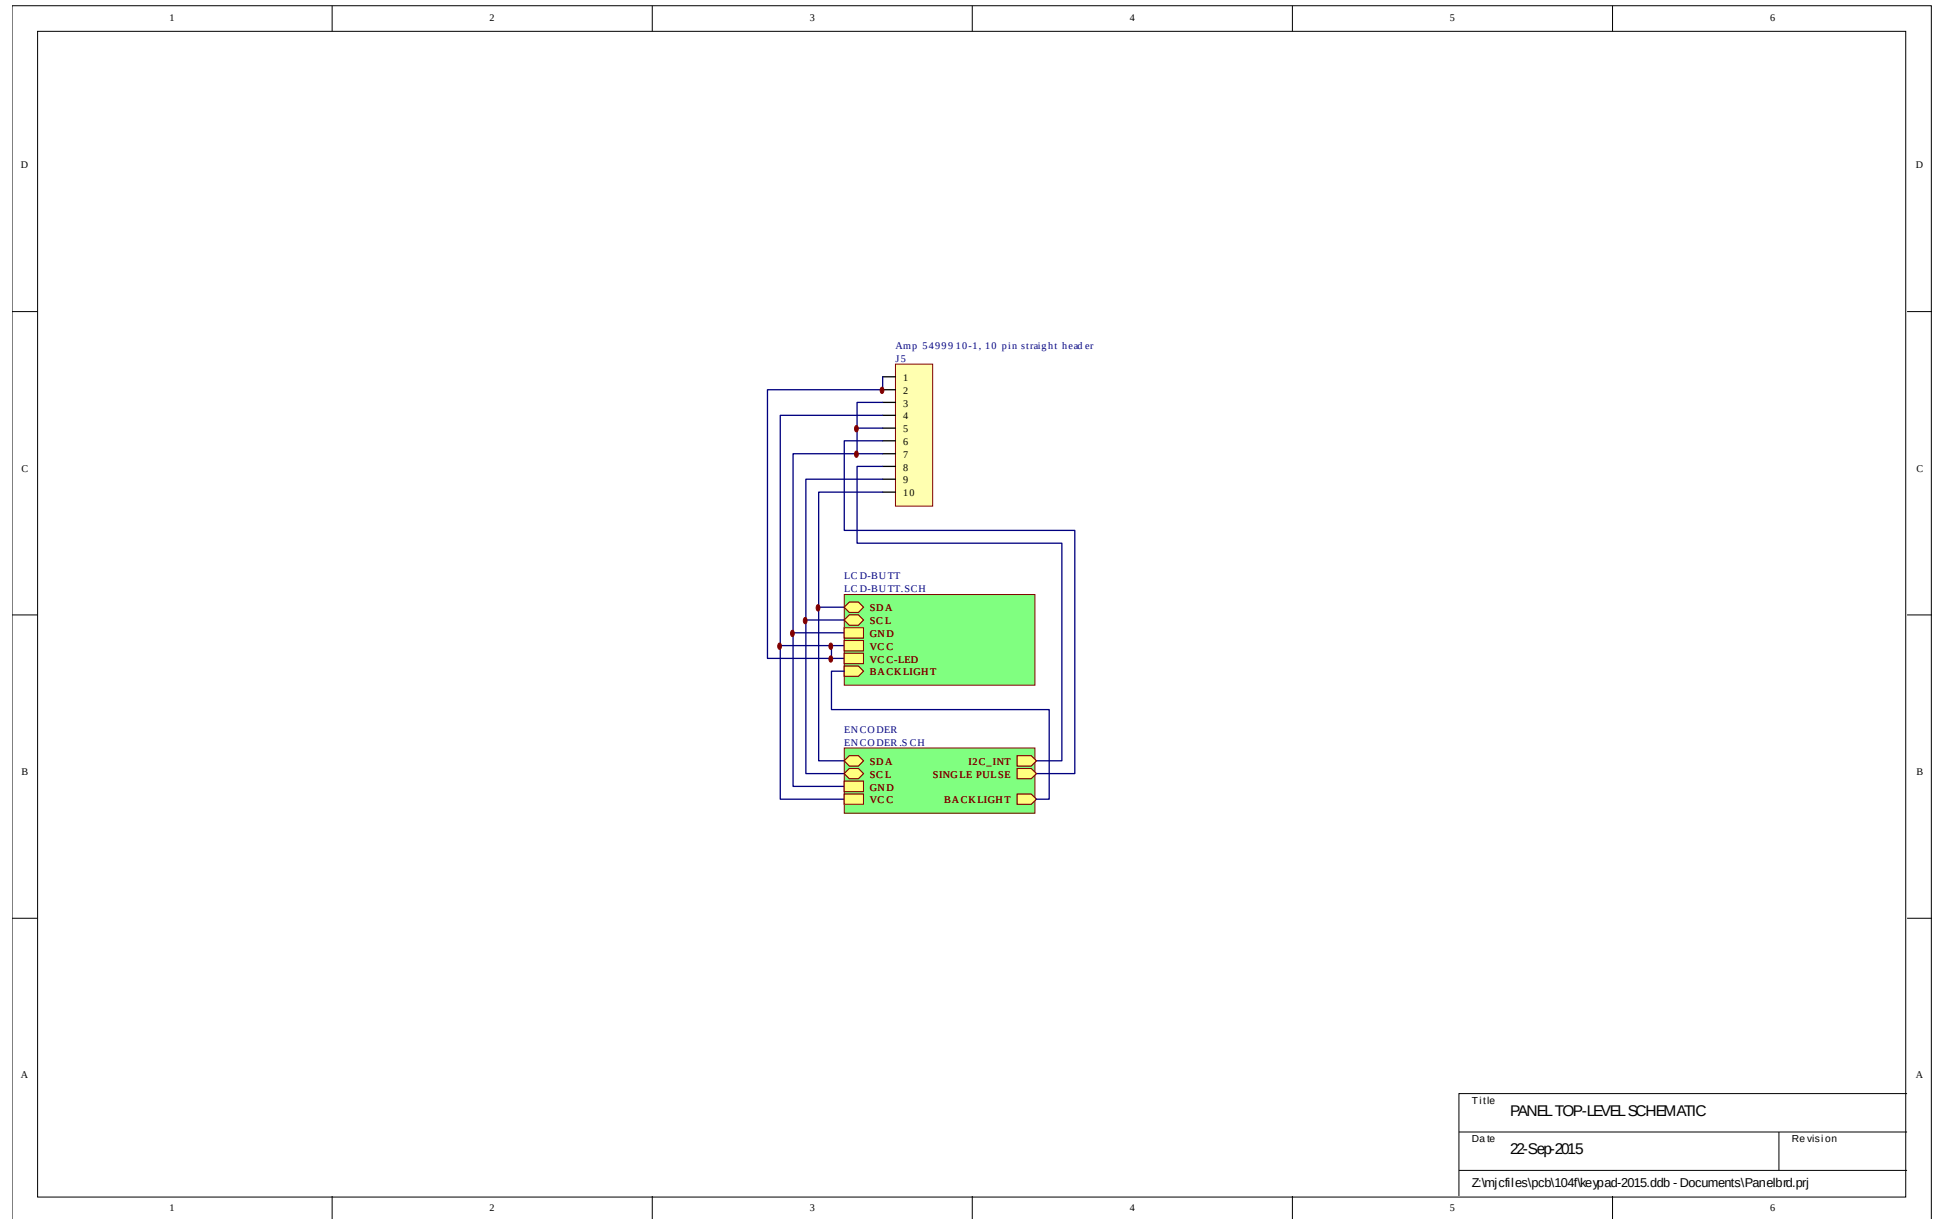 1 2 3 4 5 6
D D
Amp 5499910-1, 10 pin straight header
J5
1
2
3
4
5
6
7
8
9
10
C C
LCD-BUTT
LCD-BUTT.SCH
SDA
SCL
GND
VCC
VCC-LED
BACKLIGHT
ENCODER
ENCODER.SCH
SDA I2C_INT
SCL SINGLE PULSE
GND
VCC BACKLIGHT
B B
A A
Title PANEL TOP-LEVEL SCHEMATIC
Date 22-Sep-2015 Revision
Z:\mjcfiles\pcb\104f\keypad-2015.ddb - Documents\Panelbrd.prj
1 2 3 4 5 6